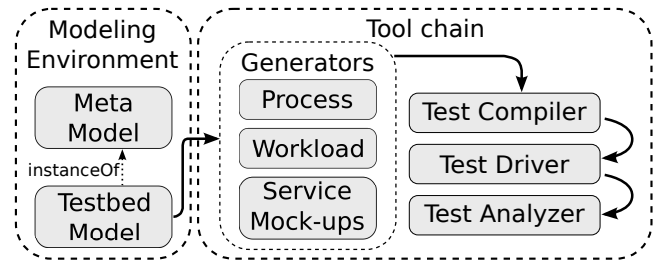 Modeling
Environment
Meta
Model
instanceOf
Testbed
Model
Tool chain
Generators
Process
Workload
Service
Mock-ups
Test Compiler
Test Driver
Test Analyzer